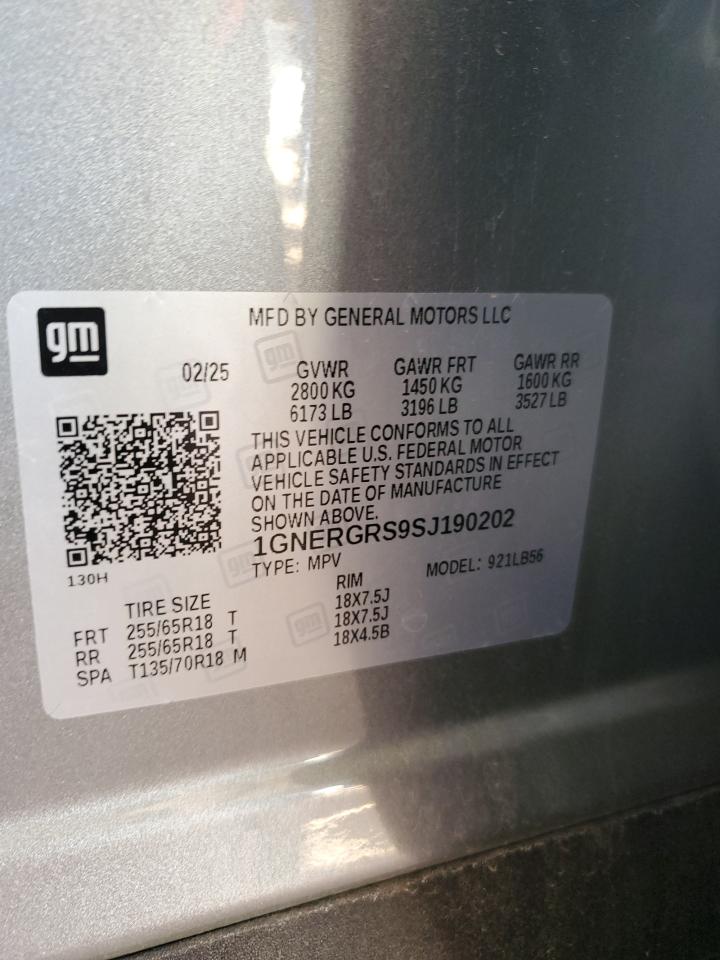 gm
MFD BY GENERAL MOTORS LLC
02/25
GVWR GAWR FRT GAWR RR
2800 KG 1450 KG 1600 KG
6173 LB 3196 LB 3527 LB
THIS VEHICLE CONFORMS TO ALL
APPLICABLE U.S. FEDERAL MOTOR
VEHICLE SAFETY STANDARDS IN EFFECT
ON THE DATE OF MANUFACTURE
SHOWN ABOVE.
1GNERGRS9SJ190202
TYPE: MPV MODEL: 921LB56
130H
TIRE SIZE RIM
FRT 255/65R18 T 18X7.5J
RR 255/65R18 T 18X7.5J
SPA T135/70R18 M 18X4.5B